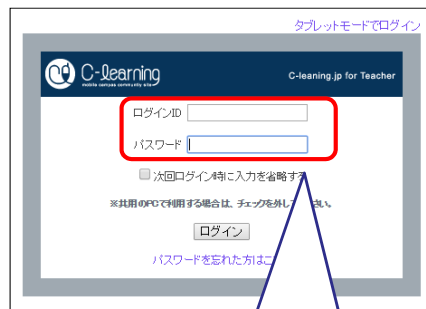 タブレットモードでログイン
C-Learning
mobile campus community site
C-leaning.jp for Teacher
ログインID
パスワード
次回ログイン時に入力を省略す
※共用のPCで利用する場合は、チェックを外し
さい。
ログイン
パスワードを忘れた方はこ